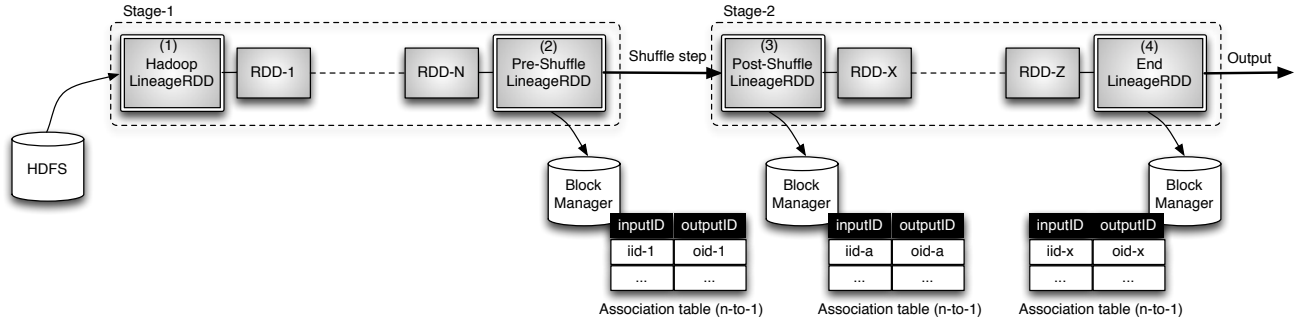 Stage-1
Stage-2
(1)
Hadoop
LineageRDD
RDD-1
RDD-N
(2)
Pre-Shuffle
LineageRDD
Shuffle step
(3)
Post-Shuffle
LineageRDD
RDD-X
RDD-Z
(4)
End
LineageRDD
Output
HDFS
Block
Manager
inputID outputID
iid-1 oid-1
... ...
Association table (n-to-1)
Block
Manager
inputID outputID
iid-a oid-a
... ...
Association table (n-to-1)
Block
Manager
inputID outputID
iid-x oid-x
... ...
Association table (n-to-1)